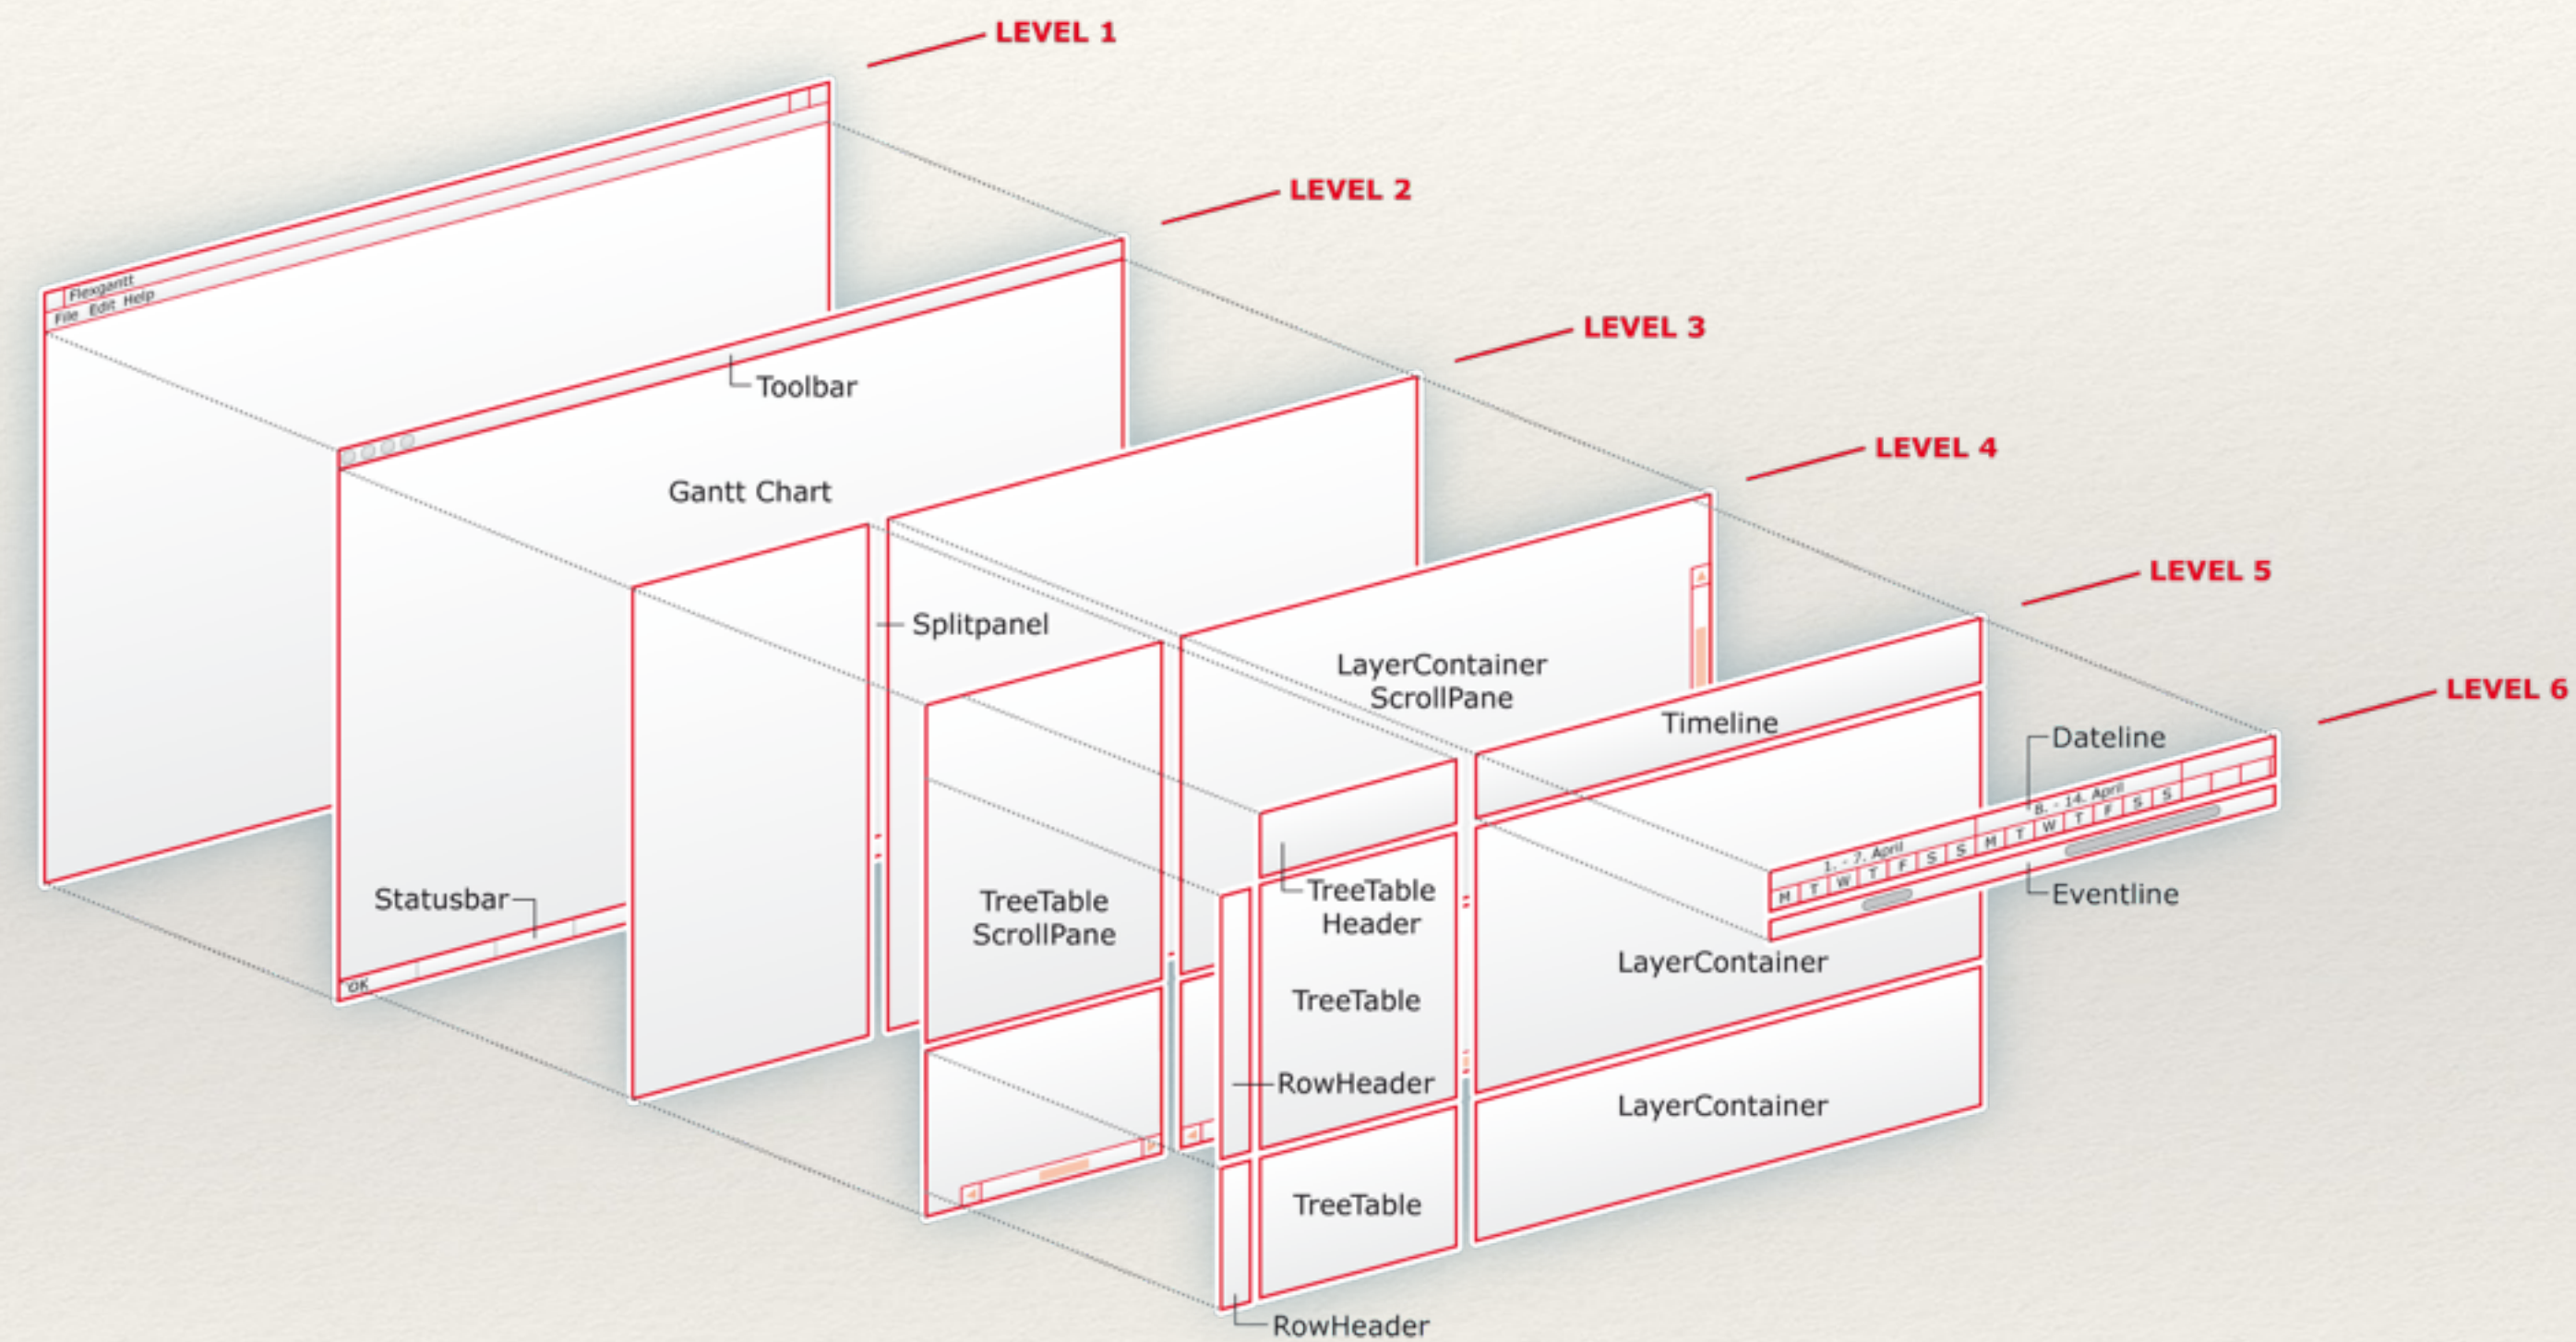 LEVEL 1
LEVEL 2
LEVEL 3
LEVEL 4
LEVEL 5
LEVEL 6
Flexgantt
File Edit Help
Toolbar
Gantt Chart
Statusbar
OK
Splitpanel
TreeTable
ScrollPane
LayerContainer
ScrollPane
Timeline
TreeTable
Header
TreeTable
RowHeader
TreeTable
RowHeader
LayerContainer
LayerContainer
Dateline
1. - 7. April
8. - 14. April
M T W T F S S M T W T F S S
Eventline